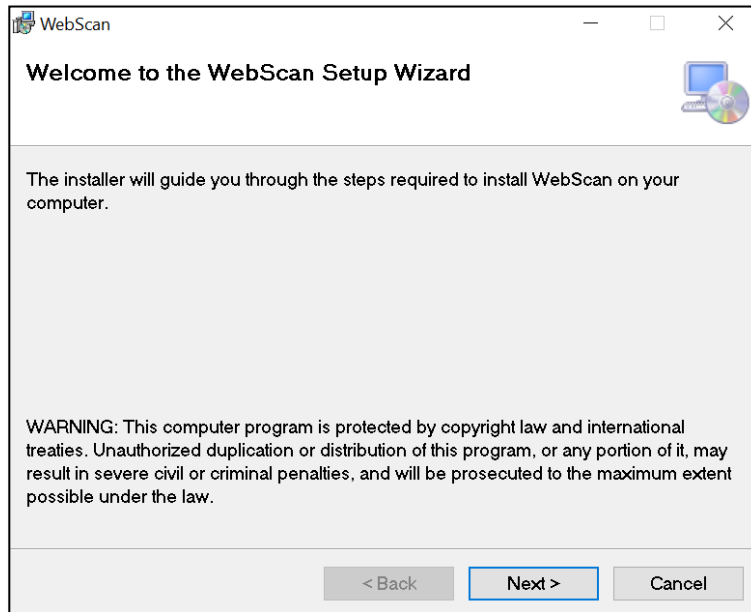 WebScan
Welcome to the WebScan Setup Wizard
The installer will guide you through the steps required to install WebScan on your
computer.
WARNING: This computer program is protected by copyright law and international
treaties. Unauthorized duplication or distribution of this program, or any portion of it, may
result in severe civil or criminal penalties, and will be prosecuted to the maximum extent
possible under the law.
< Back
Next >
Cancel